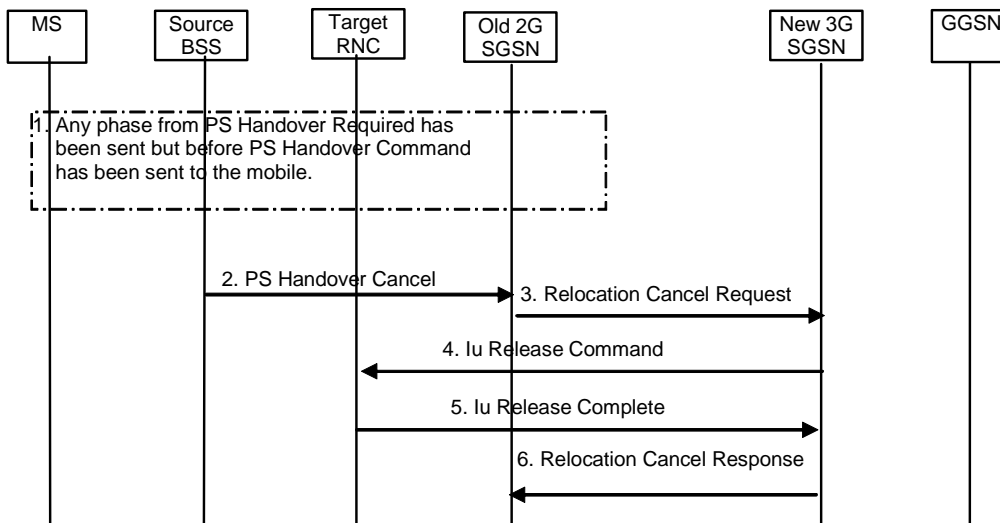 MS
Source
BSS
Target
RNC
Old 2G
SGSN
New 3G
SGSN
GGSN
1. Any phase from PS Handover Required has
been sent but before PS Handover Command
has been sent to the mobile.
2. PS Handover Cancel
3. Relocation Cancel Request
4. Iu Release Command
5. Iu Release Complete
6. Relocation Cancel Response